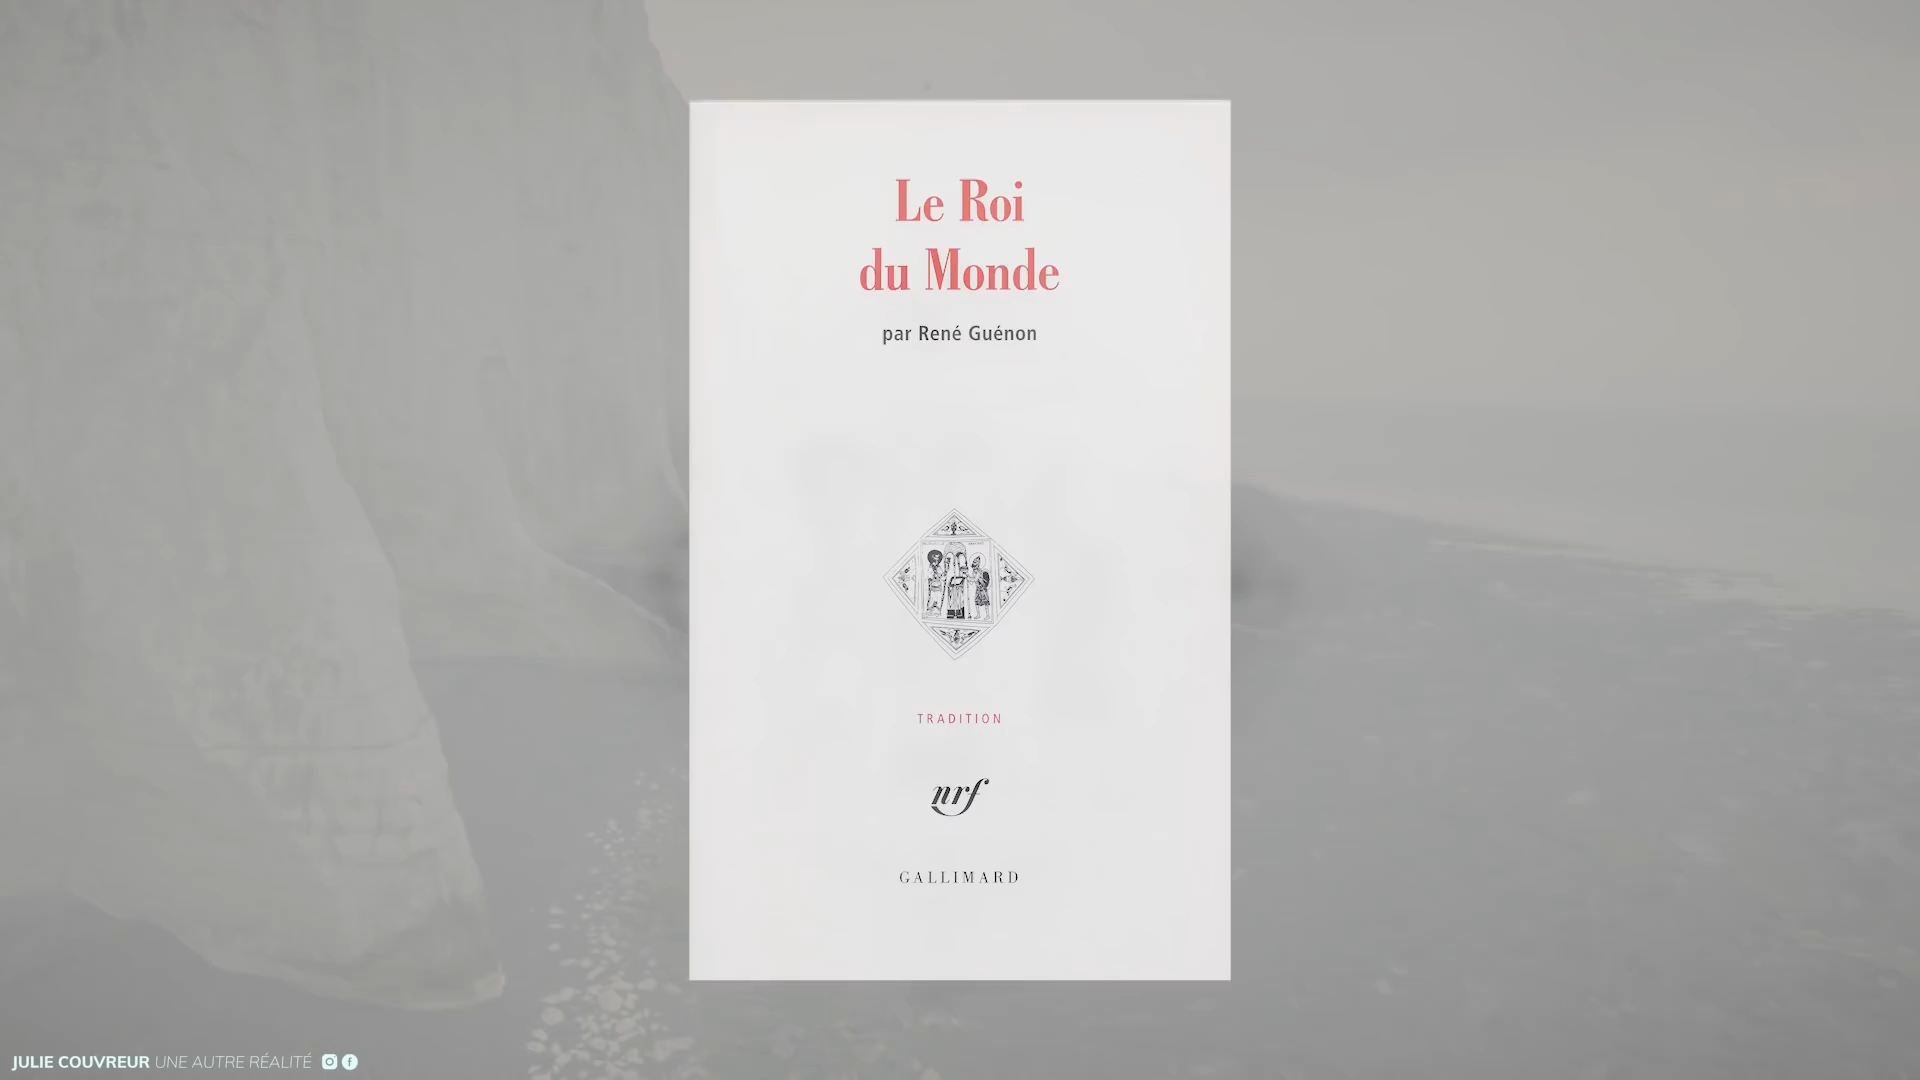 Le Roi
du Monde
par René Guénon
TRADITION
nrf
GALLIMARD
JULIE COUVREUR UNE AUTRE RÉALITÉ